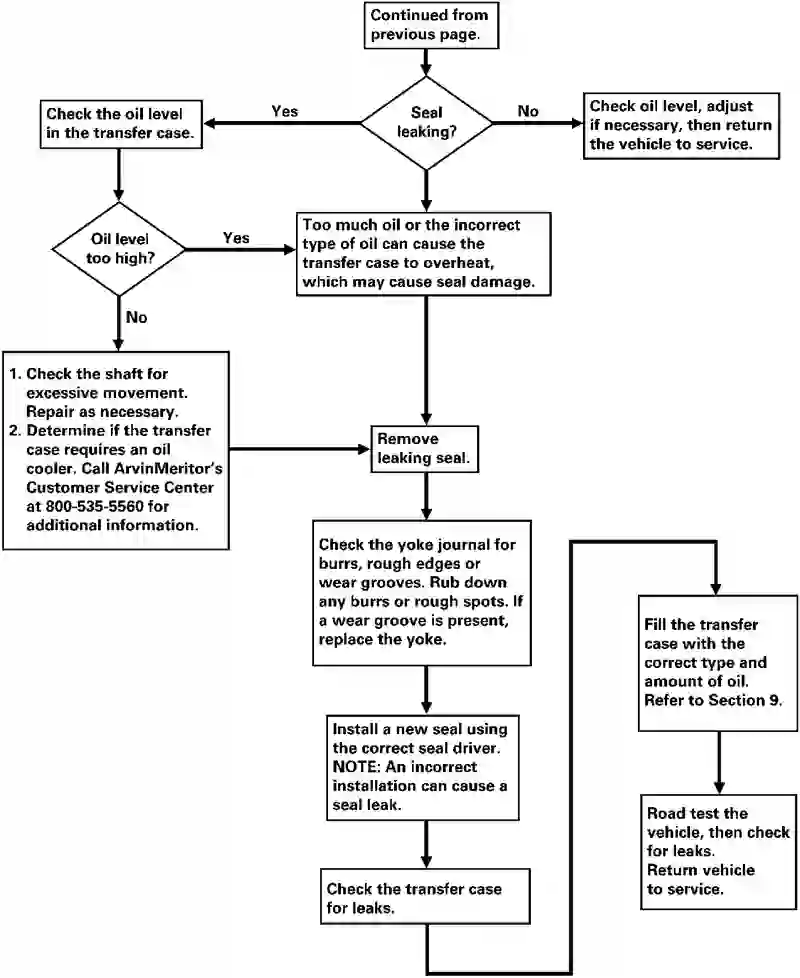 Continued from
previous page.
Check the oil level
in the transfer case.
Yes
Seal
leaking?
No
Check oil level, adjust
if necessary, then return
the vehicle to service.
Oil level
too high?
Yes
Too much oil or the incorrect
type of oil can cause the
transfer case to overheat,
which may cause seal damage.
No
1. Check the shaft for
excessive movement.
Repair as necessary.
2. Determine if the transfer
case requires an oil
cooler. Call ArvinMeritor's
Customer Service Center
at 800-535-5560 for
additional information.
Remove
leaking seal.
Check the yoke journal for
burrs, rough edges or
wear grooves. Rub down
any burrs or rough spots. If
a wear groove is present,
replace the yoke.
Install a new seal using
the correct seal driver.
NOTE: An incorrect
installation can cause a
seal leak.
Check the transfer case
for leaks.
Fill the transfer
case with the
correct type and
amount of oil.
Refer to Section 9.
Road test the
vehicle, then check
for leaks.
Return vehicle
to service.